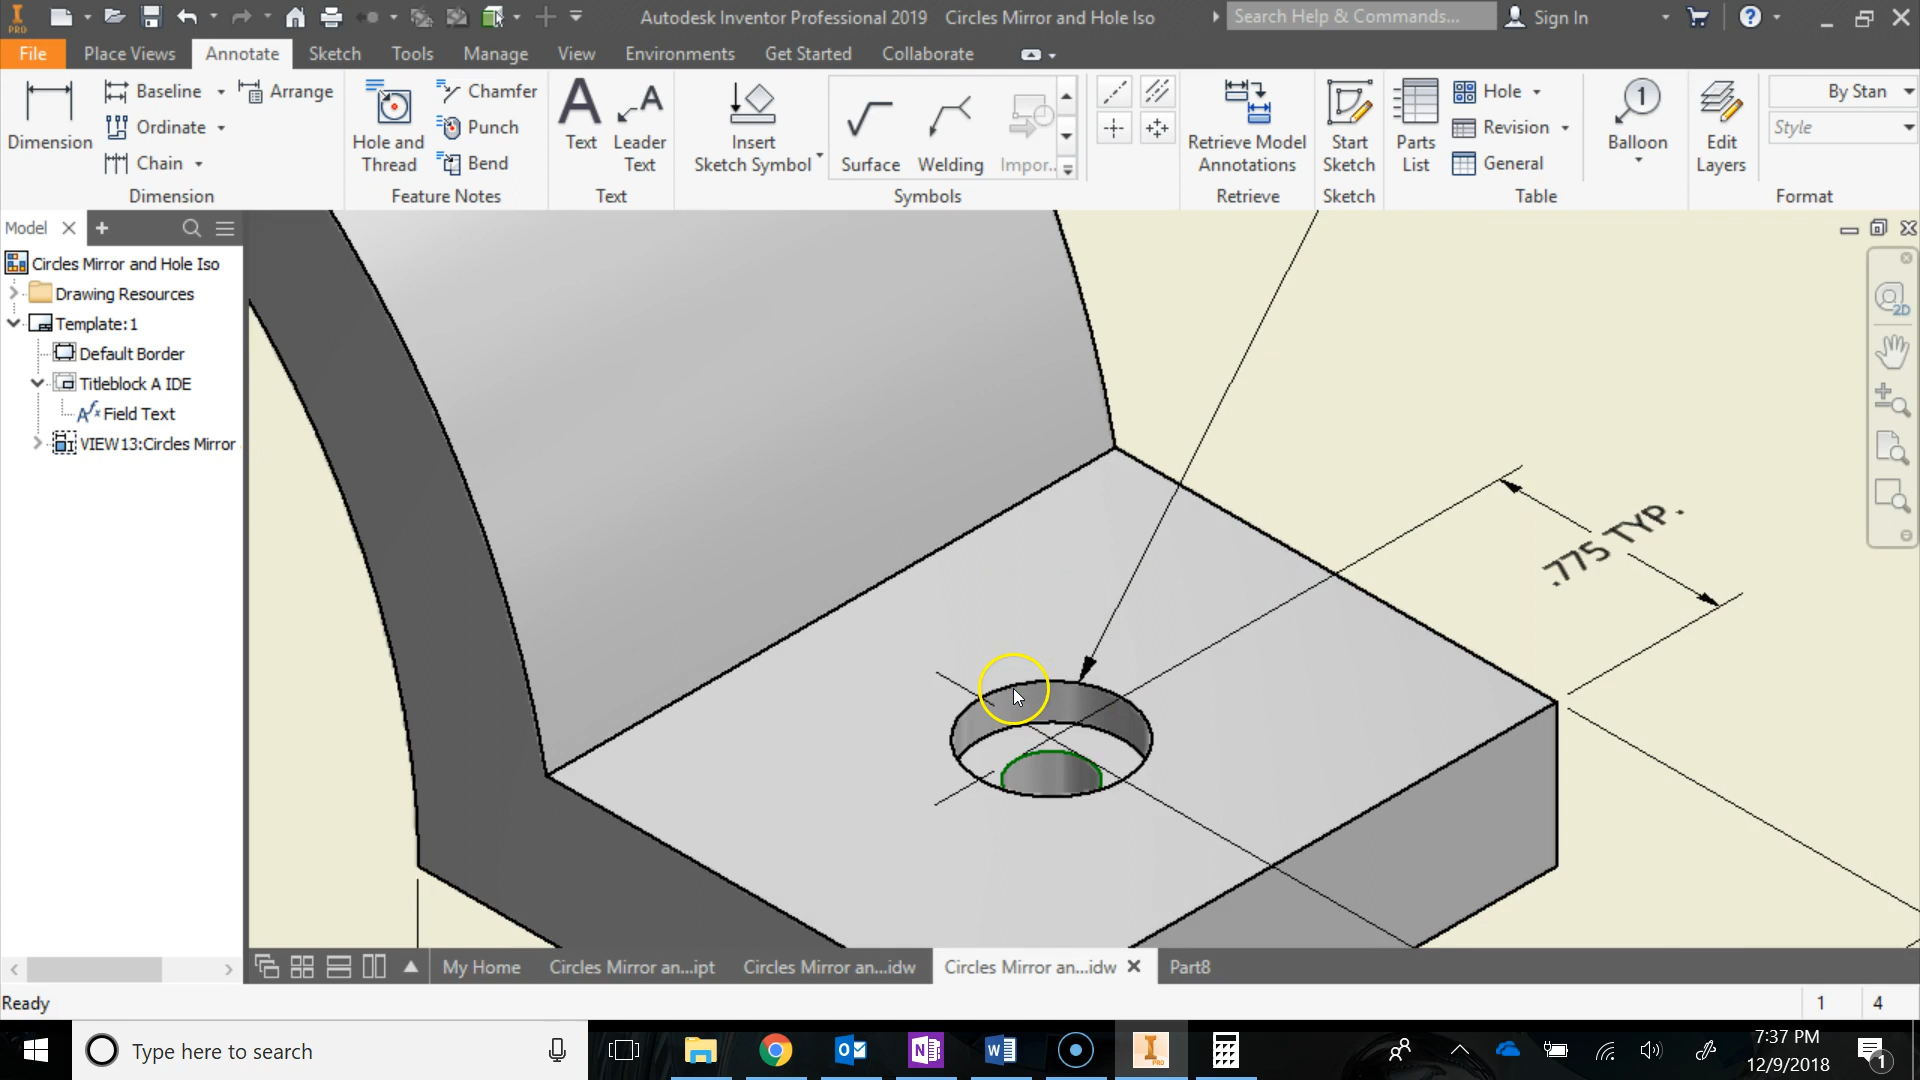 PRO
Autodesk Inventor Professional 2019 Circles Mirror and Hole Iso
Search Help & Commands...
Sign In
File Place Views Annotate Sketch Tools Manage View Environments Get Started Collaborate
Dimension
Baseline
Ordinate
Chain
Arrange
Dimension
Hole and
Thread
Chamfer
Punch
Bend
Feature Notes
Text
Leader
Text
Text
Insert
Sketch Symbol
Surface
Welding
Impor..
Symbols
Retrieve Model
Annotations
Retrieve
Start
Sketch
Sketch
Parts
List
Hole
Revision
General
Table
1
Balloon
Edit
Layers
By Stan
Style
Format
Model
Circles Mirror and Hole Iso
Drawing Resources
Template:1
Default Border
Titleblock A IDE
Field Text
VIEW13:Circles Mirror
2D
.775 TYP.
My Home Circles Mirror an...ipt Circles Mirror an...idw Circles Mirror an...idw Part8
Ready
1 4
Type here to search
7:37 PM
12/9/2018
1